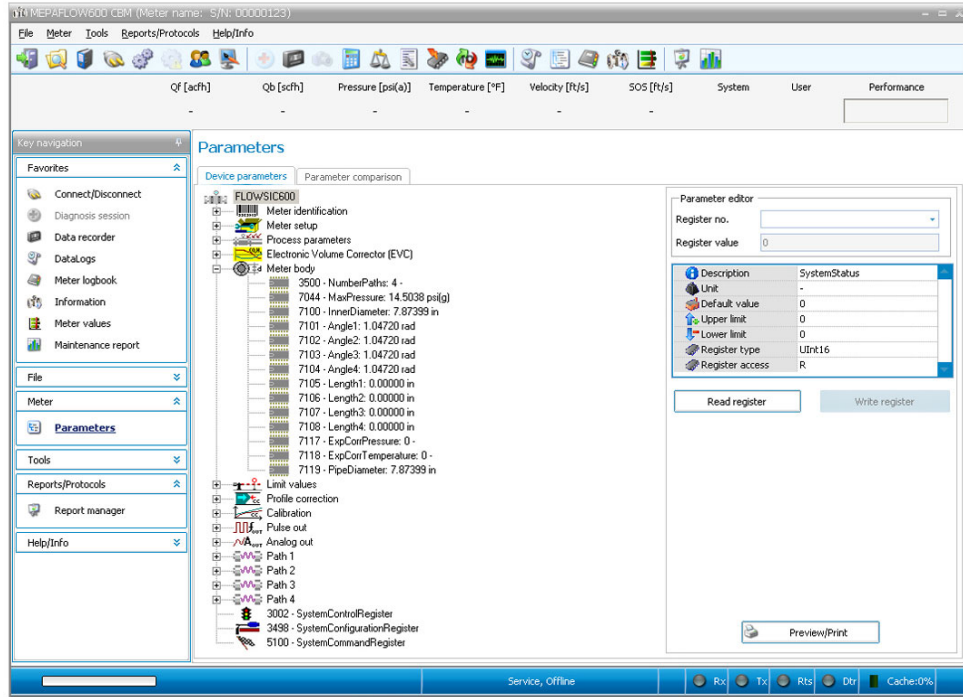 MEPAFLOW600 CBM (Meter name: S/N: 00000123)
File Meter Tools Reports/Protocols Help/Info
Qf [acfh] Qb [scfh] Pressure [psi(a)] Temperature [°F] Velocity [ft/s] SOS [ft/s] System User Performance
- - - - - -
Key navigation
Favorites
Connect/Disconnect
Diagnosis session
Data recorder
DataLogs
Meter logbook
Information
Meter values
Maintenance report
File
Meter
Parameters
Tools
Reports/Protocols
Report manager
Help/Info
Parameters
Device parameters Parameter comparison
FLOWSIC600
Meter identification
Meter setup
Process parameters
Electronic Volume Corrector (EVC)
Meter body
3500 - NumberPaths: 4 -
7044 - MaxPressure: 14.5038 psi(g)
7100 - InnerDiameter: 7.87399 in
7101 - Angle1: 1.04720 rad
7102 - Angle2: 1.04720 rad
7103 - Angle3: 1.04720 rad
7104 - Angle4: 1.04720 rad
7105 - Length1: 0.00000 in
7106 - Length2: 0.00000 in
7107 - Length3: 0.00000 in
7108 - Length4: 0.00000 in
7117 - ExpCorrPressure: 0 -
7118 - ExpCorrTemperature: 0 -
7119 - PipeDiameter: 7.87399 in
Limit values
Profile correction
Calibration
Pulse out
Analog out
Path 1
Path 2
Path 3
Path 4
3002 - SystemControlRegister
3498 - SystemConfigurationRegister
5100 - SystemCommandRegister
Parameter editor
Register no.
Register value 0
Description SystemStatus
Unit -
Default value 0
Upper limit 0
Lower limit 0
Register type UInt16
Register access R
Read register Write register
Preview/Print
Service, Offline Rx Tx Rts Dtr Cache:0%